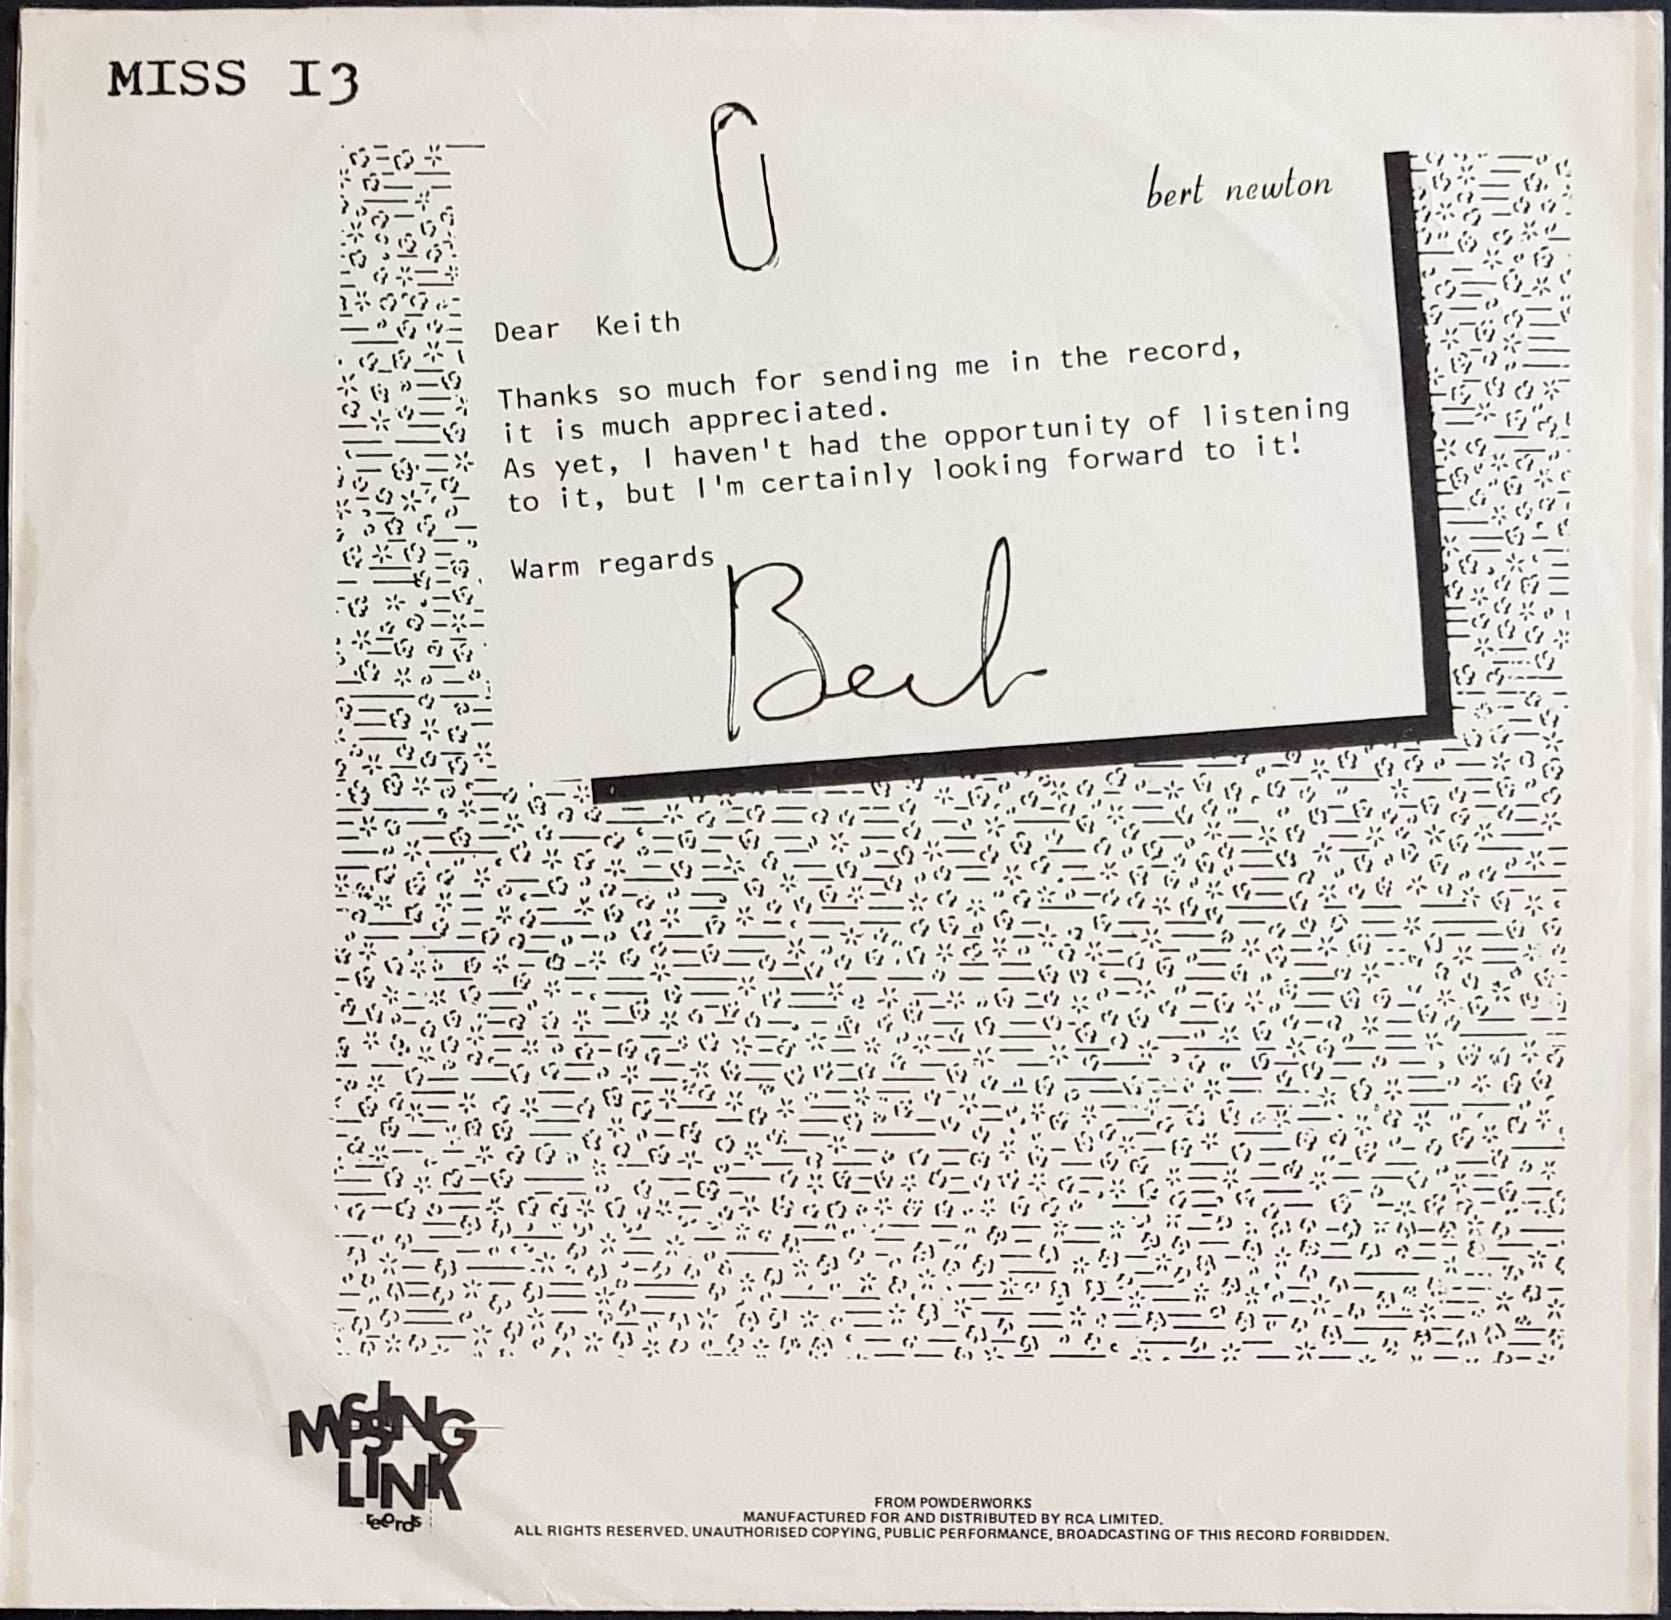 MISS I3
bert newton
Dear Keith
Thanks so much for sending me in the record,
it is much appreciated.
As yet, I haven't had the opportunity of listening
to it, but I'm certainly looking forward to it!
Warm regards
Bert
MISSING
LINK
records
FROM POWDERWORKS
MANUFACTURED FOR AND DISTRIBUTED BY RCA LIMITED.
ALL RIGHTS RESERVED. UNAUTHORISED COPYING, PUBLIC PERFORMANCE, BROADCASTING OF THIS RECORD FORBIDDEN.